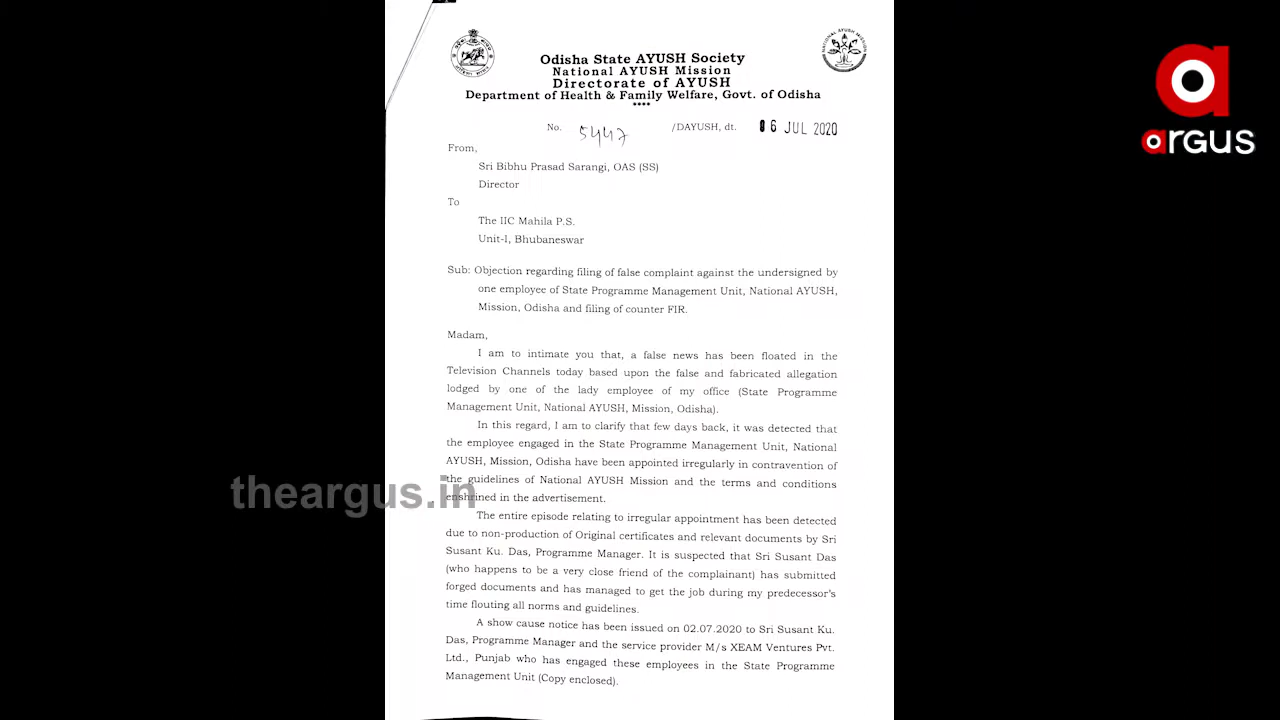 Odisha State AYUSH Society
National AYUSH Mission
Directorate of AYUSH
Department of Health & Family Welfare, Govt. of Odisha
****
No. 5447 /DAYUSH, dt. 06 JUL 2020
From,
Sri Bibhu Prasad Sarangi, OAS (SS)
Director
To
The IIC Mahila P.S.
Unit-I, Bhubaneswar
Sub: Objection regarding filing of false complaint against the undersigned by
one employee of State Programme Management Unit, National AYUSH,
Mission, Odisha and filing of counter FIR.
Madam,
I am to intimate you that, a false news has been floated in the
Television Channels today based upon the false and fabricated allegation
lodged by one of the lady employee of my office (State Programme
Management Unit, National AYUSH, Mission, Odisha).
In this regard, I am to clarify that few days back, it was detected that
the employee engaged in the State Programme Management Unit, National
AYUSH, Mission, Odisha have been appointed irregularly in contravention of
the guidelines of National AYUSH Mission and the terms and conditions
enshrined in the advertisement.
The entire episode relating to irregular appointment has been detected
due to non-production of Original certificates and relevant documents by Sri
Susant Ku. Das, Programme Manager. It is suspected that Sri Susant Das
(who happens to be a very close friend of the complainant) has submitted
forged documents and has managed to get the job during my predecessor's
time flouting all norms and guidelines.
A show cause notice has been issued on 02.07.2020 to Sri Susant Ku.
Das, Programme Manager and the service provider M/s XEAM Ventures Pvt.
Ltd., Punjab who has engaged these employees in the State Programme
Management Unit (Copy enclosed).
theargus.in
argus